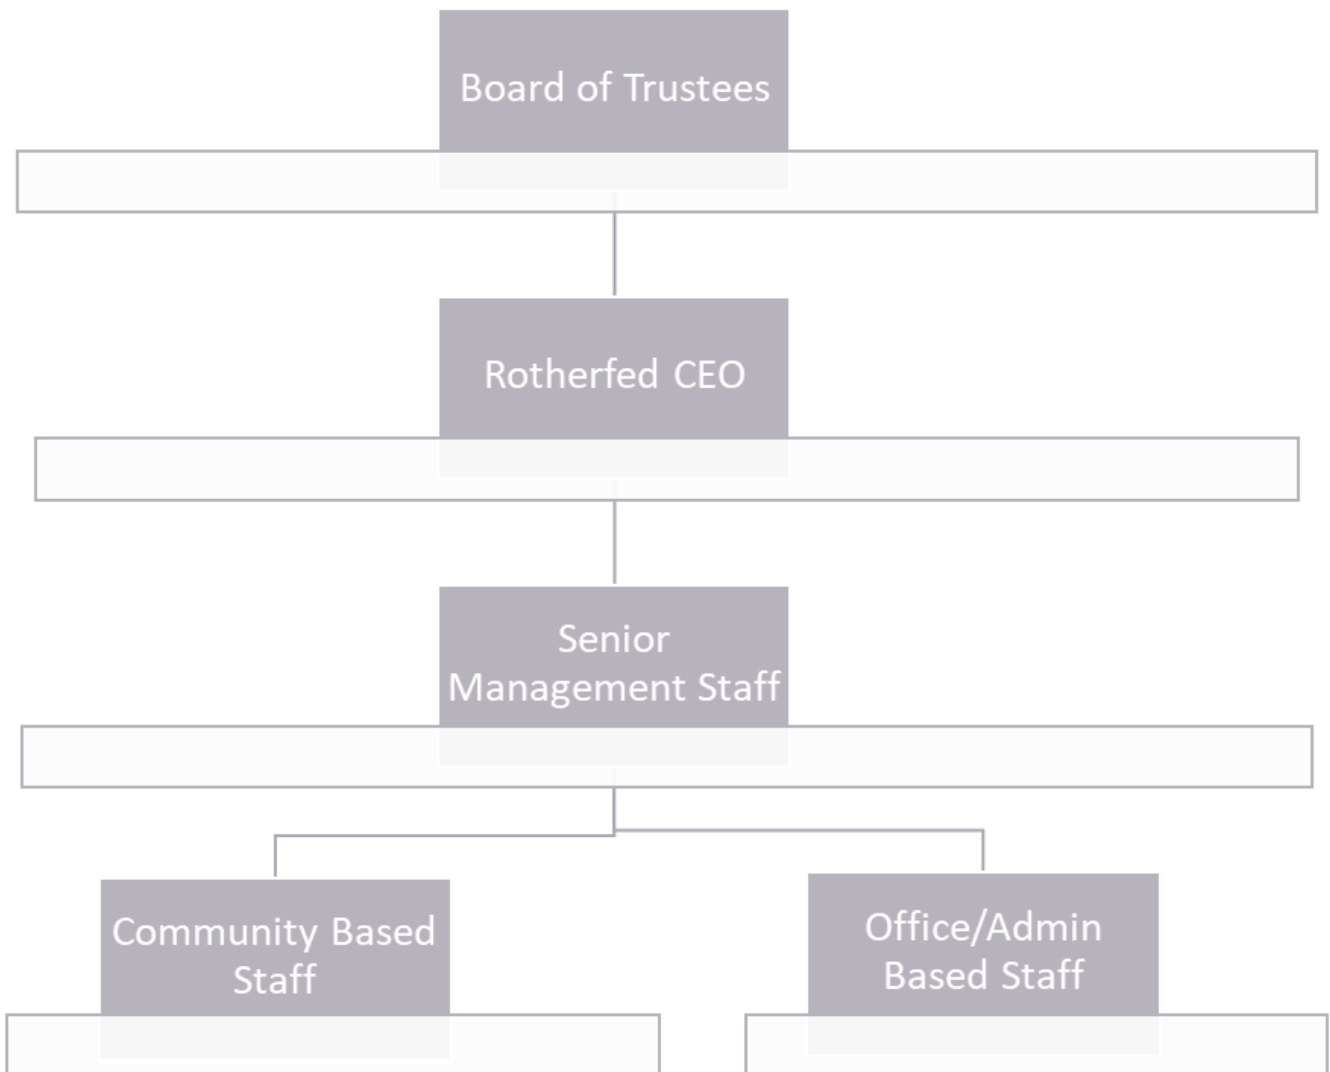 Board of Trustees
Rotherfed CEO
Senior
Management Staff
Community Based
Staff
Office/Admin
Based Staff